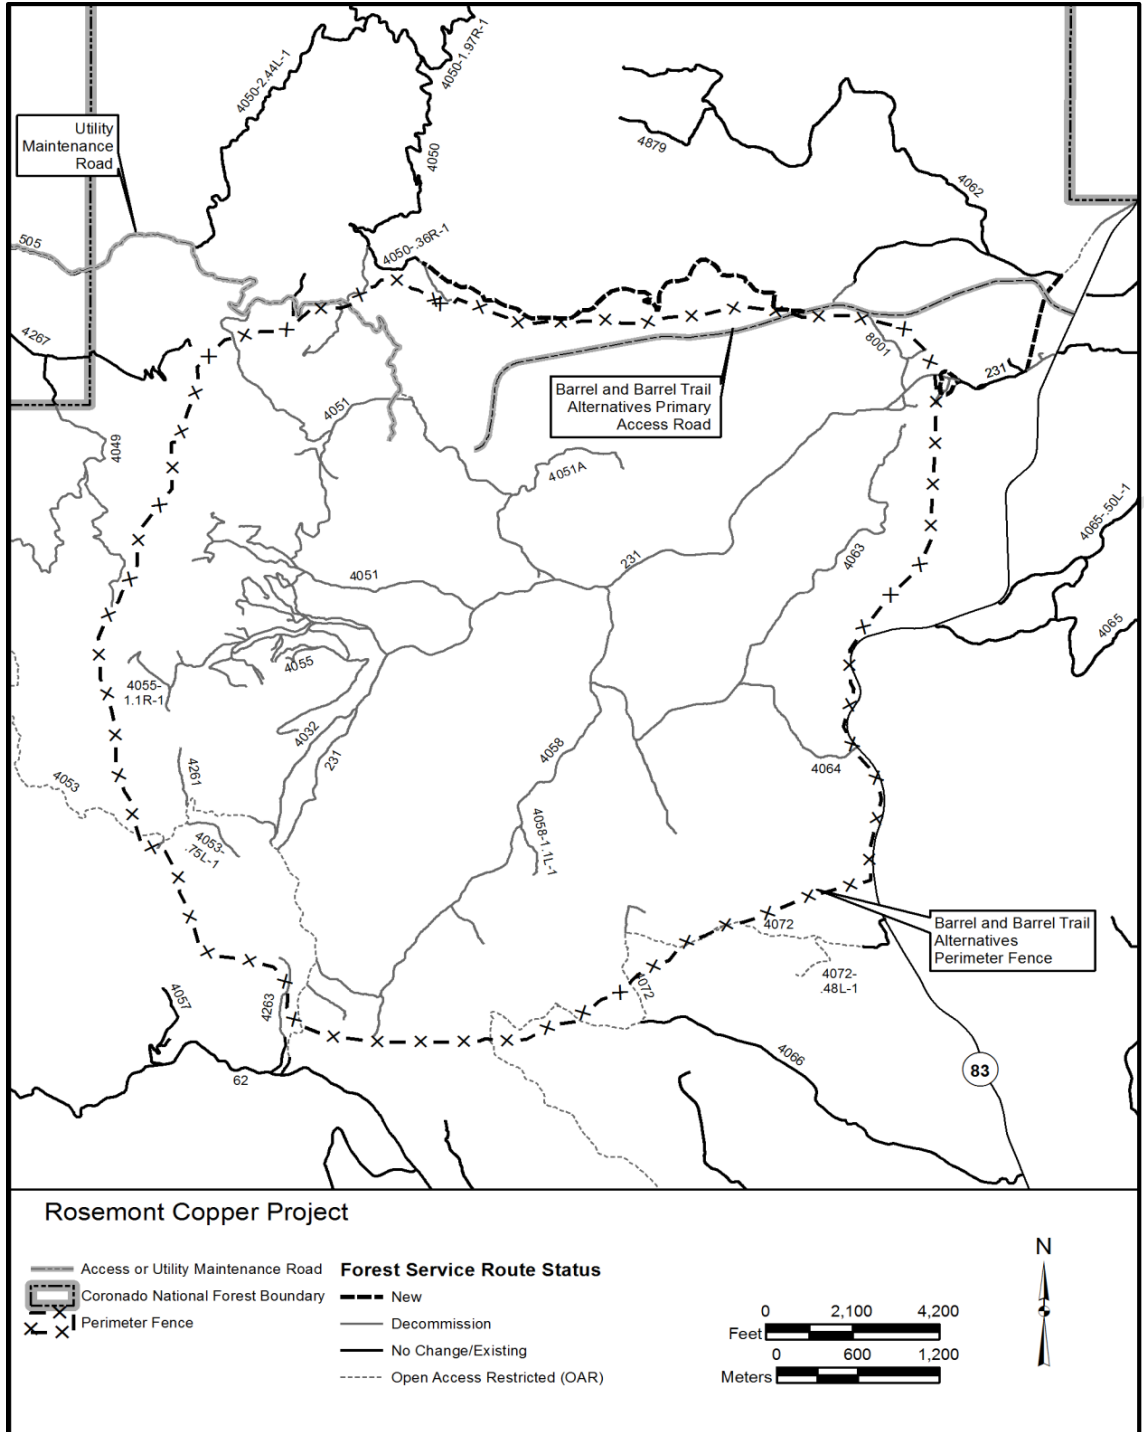 4050-2.44L-1
4050-1.97R-1
Utility
Maintenance
Road
4050
4879
4062
505
4050-.36R-1
4267
8001
231
Barrel and Barrel Trail
Alternatives Primary
Access Road
4051
4049
4051A
4065-.50L-1
231
4063
4051
4065
4055
4055-
1.1R-1
4032
231
4058
4064
4261
4053
4053-
.75L-1
4058-1.1L-1
4072
Barrel and Barrel Trail
Alternatives
Perimeter Fence
4072-
.48L-1
4072
4057
4263
4066
62
83
Rosemont Copper Project
Access or Utility Maintenance Road
Coronado National Forest Boundary
Perimeter Fence
Forest Service Route Status
New
Decommission
No Change/Existing
Open Access Restricted (OAR)
0 2,100 4,200
Feet
0 600 1,200
Meters
N